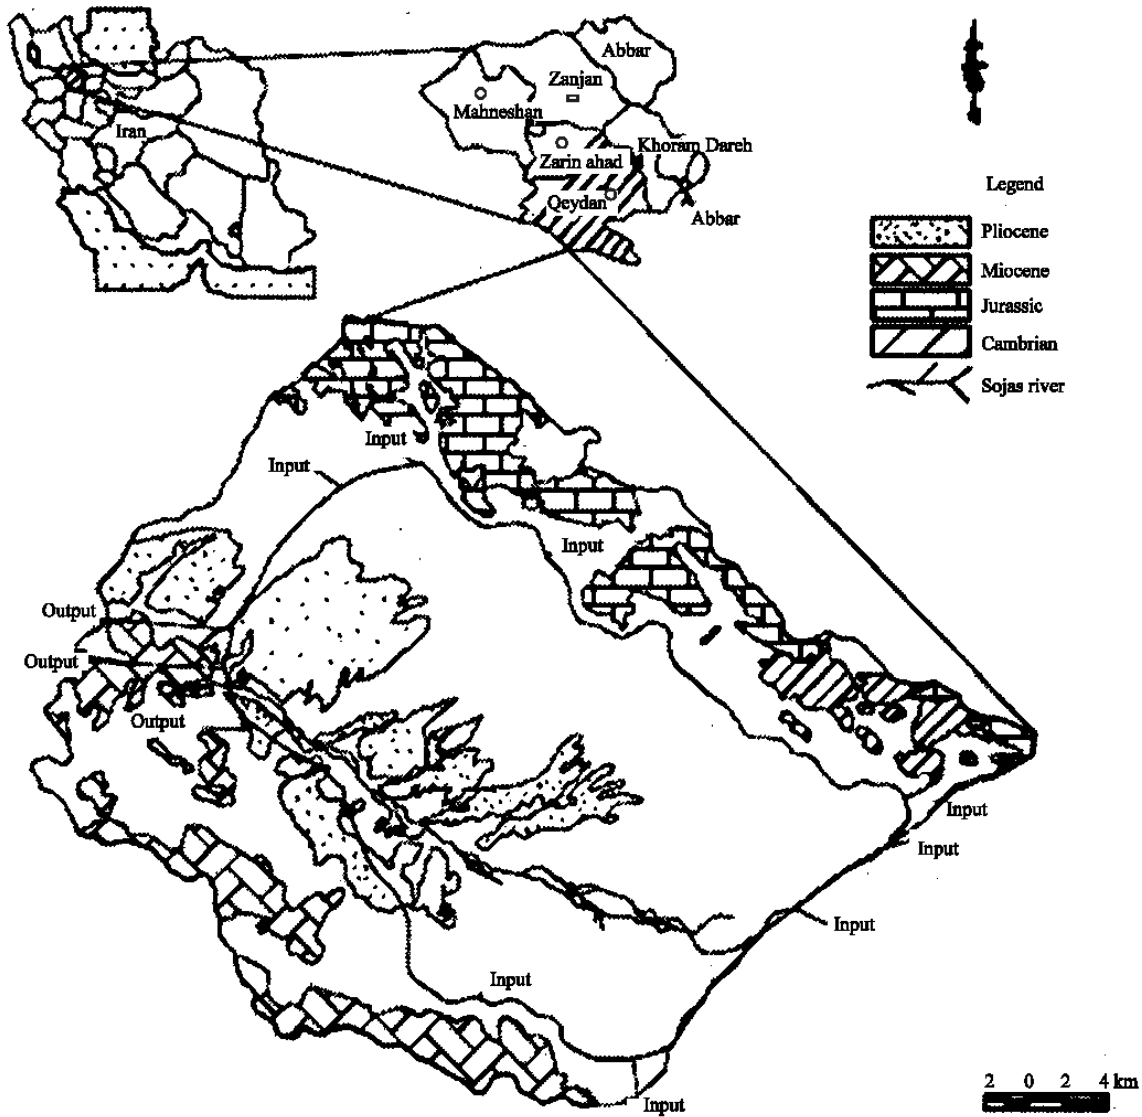 Abbar
Zanjan
Mahneshan
Iran
Khoram Dareh
Zarin ahad
Qeydan
Abbar
Legend
Pliocene
Miocene
Jurassic
Cambrian
Sojas river
Input
Input
Input
Output
Output
Output
Input
Input
Input
Input
Input
2 0 2 4 km